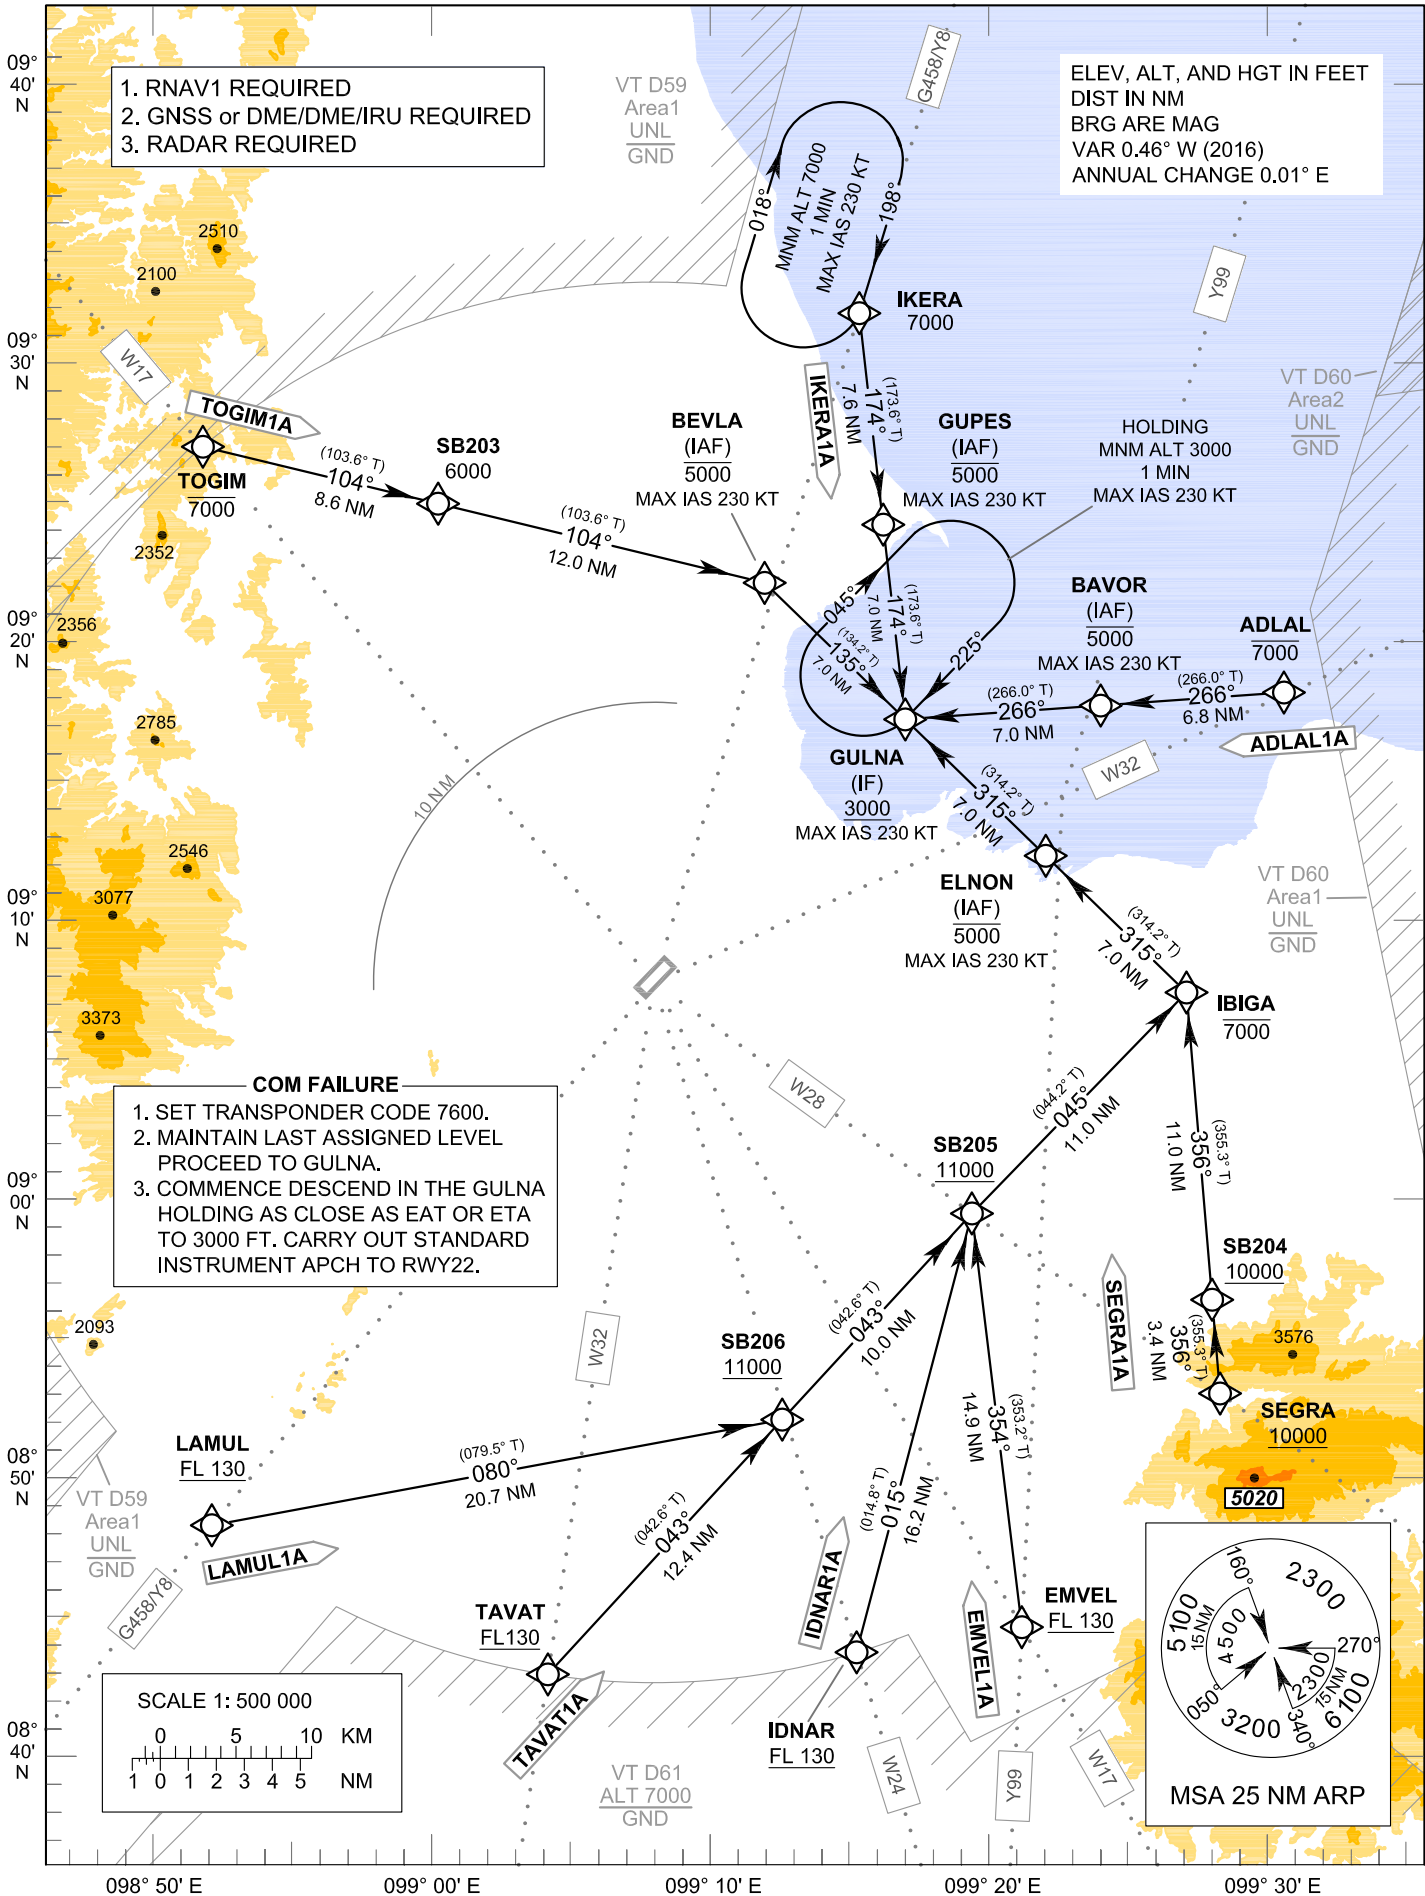 1. RNAV1 REQUIRED
2. GNSS or DME/DME/IRU REQUIRED
3. RADAR REQUIRED
ELEV, ALT, AND HGT IN FEET
DIST IN NM
BRG ARE MAG
VAR 0.46° W (2016)
ANNUAL CHANGE 0.01° E
VT D59
Area1
UNL
GND
G458/Y8
Y99
018°
MNM ALT 7000
1 MIN
MAX IAS 230 KT
198°
IKERA
7000
09°
40'
N
09°
30'
N
09°
20'
N
09°
10'
N
09°
00'
N
08°
50'
N
08°
40'
N
2510
2100
W17
TOGIM1A
TOGIM
7000
(103.6° T)
104°
8.6 NM
SB203
6000
(103.6° T)
104°
12.0 NM
BEVLA
(IAF)
5000
MAX IAS 230 KT
IKERA1A
(173.6° T)
174°
7.6 NM
GUPES
(IAF)
5000
MAX IAS 230 KT
HOLDING
MNM ALT 3000
1 MIN
MAX IAS 230 KT
VT D60
Area2
UNL
GND
2352
2356
045°
(134.2° T)
135°
7.0 NM
(173.6° T)
174°
7.0 NM
225°
BAVOR
(IAF)
5000
MAX IAS 230 KT
ADLAL
7000
(266.0° T)
266°
7.0 NM
(266.0° T)
266°
6.8 NM
ADLAL1A
W32
2785
10 NM
GULNA
(IF)
3000
MAX IAS 230 KT
(314.2° T)
315°
7.0 NM
2546
3077
3373
ELNON
(IAF)
5000
MAX IAS 230 KT
VT D60
Area1
UNL
GND
(314.2° T)
315°
7.0 NM
IBIGA
7000
COM FAILURE
1. SET TRANSPONDER CODE 7600.
2. MAINTAIN LAST ASSIGNED LEVEL
PROCEED TO GULNA.
3. COMMENCE DESCEND IN THE GULNA
HOLDING AS CLOSE AS EAT OR ETA
TO 3000 FT. CARRY OUT STANDARD
INSTRUMENT APCH TO RWY22.
W28
(044.2° T)
045°
11.0 NM
SB205
11000
(355.3° T)
356°
11.0 NM
SB204
10000
SEGRA1A
(355.3° T)
356°
3.4 NM
3576
SEGRA
10000
5020
2093
W32
SB206
11000
(042.6° T)
043°
10.0 NM
LAMUL
FL 130
(079.5° T)
080°
20.7 NM
LAMUL1A
VT D59
Area1
UNL
GND
G458/Y8
(042.6° T)
043°
12.4 NM
TAVAT
FL130
TAVAT1A
(014.8° T)
015°
16.2 NM
IDNAR1A
IDNAR
FL 130
(353.2° T)
354°
14.9 NM
EMVEL1A
EMVEL
FL 130
VT D61
ALT 7000
GND
W24
Y99
W17
SCALE 1: 500 000
0 5 10 KM
1 0 1 2 3 4 5 NM
160°
2300
5100
15 NM
4500
270°
2300
15 NM
6100
050°
3200
340°
MSA 25 NM ARP
098° 50' E
099° 00' E
099° 10' E
099° 20' E
099° 30' E